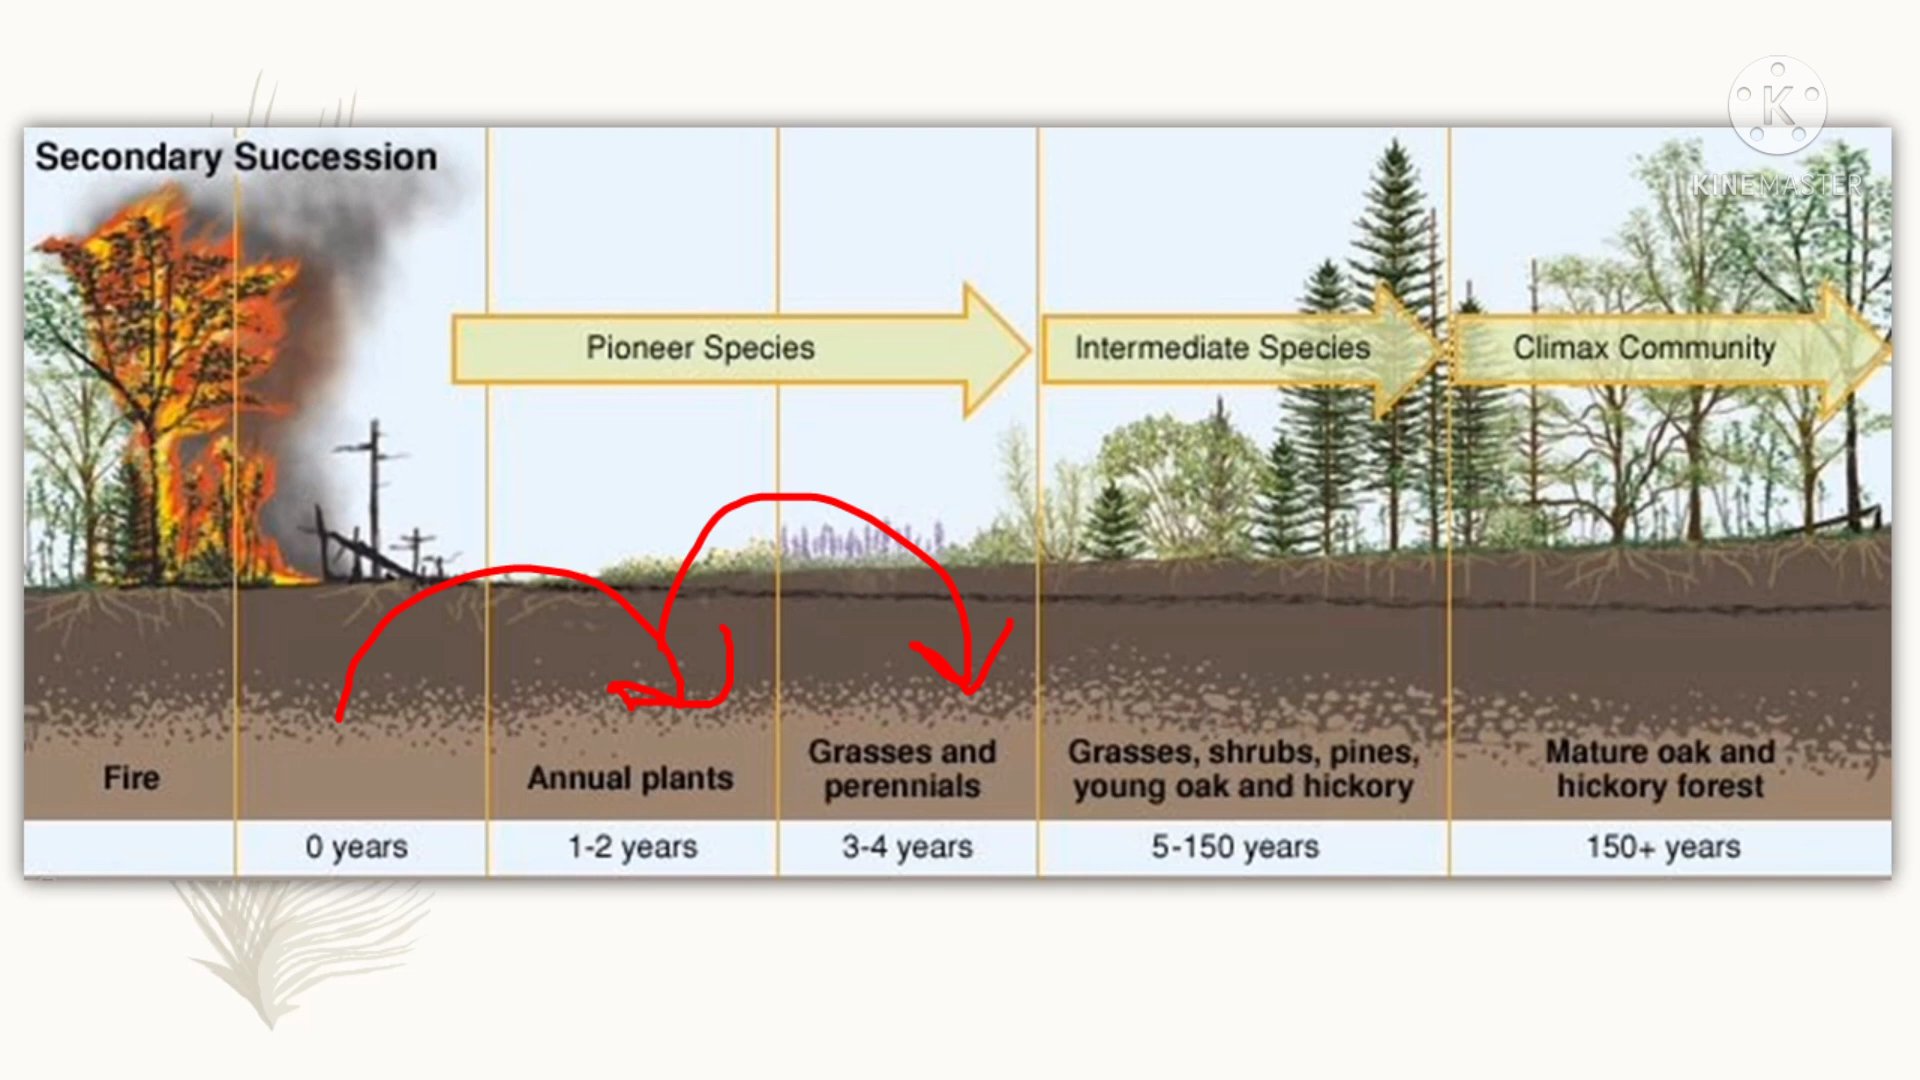 K
KINEMASTER
Secondary Succession
Pioneer Species
Intermediate Species
Climax Community
Fire
Annual plants
Grasses and
perennials
Grasses, shrubs, pines,
young oak and hickory
Mature oak and
hickory forest
0 years
1-2 years
3-4 years
5-150 years
150+ years